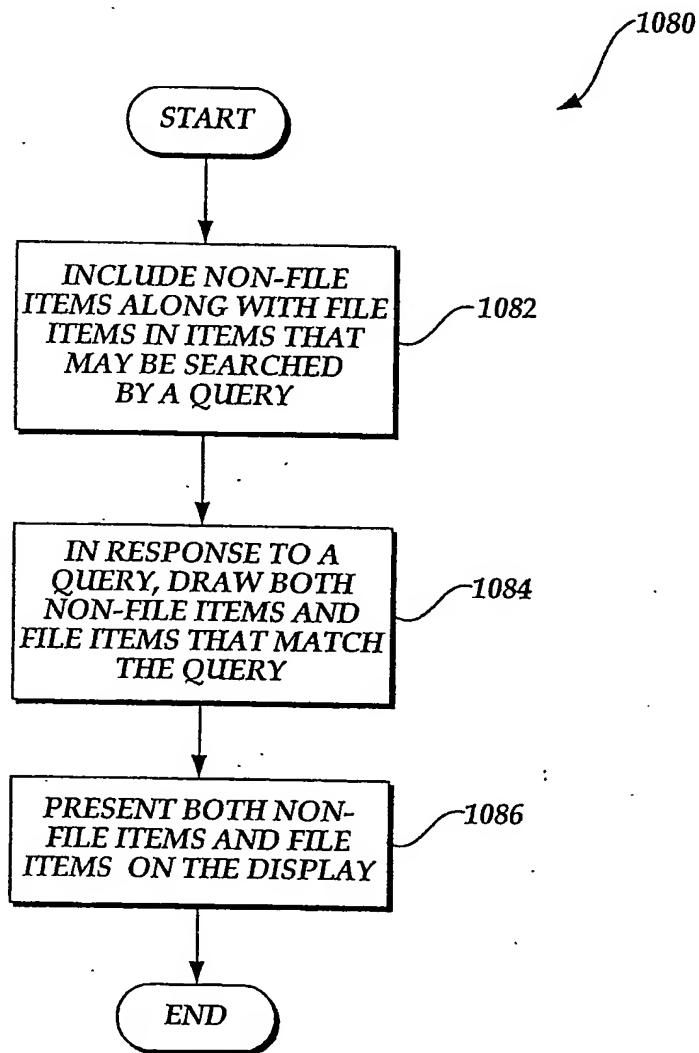 1080
START
INCLUDE NON-FILE
ITEMS ALONG WITH FILE
ITEMS IN ITEMS THAT
MAY BE SEARCHED
BY A QUERY
1082
IN RESPONSE TO A
QUERY, DRAW BOTH
NON-FILE ITEMS AND
FILE ITEMS THAT MATCH
THE QUERY
1084
PRESENT BOTH NON-
FILE ITEMS AND FILE
ITEMS ON THE DISPLAY
1086
END